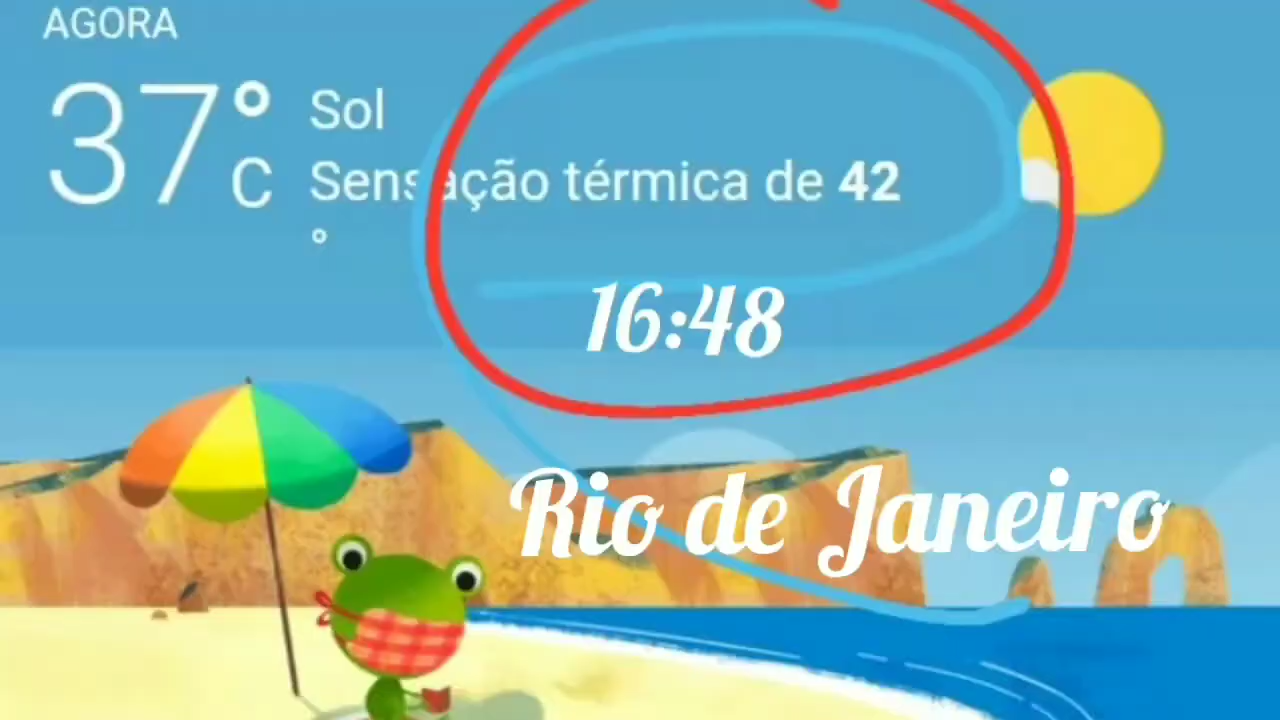 AGORA
37°C
Sol
Sensação térmica de 42
°
16:48
Rio de Janeiro